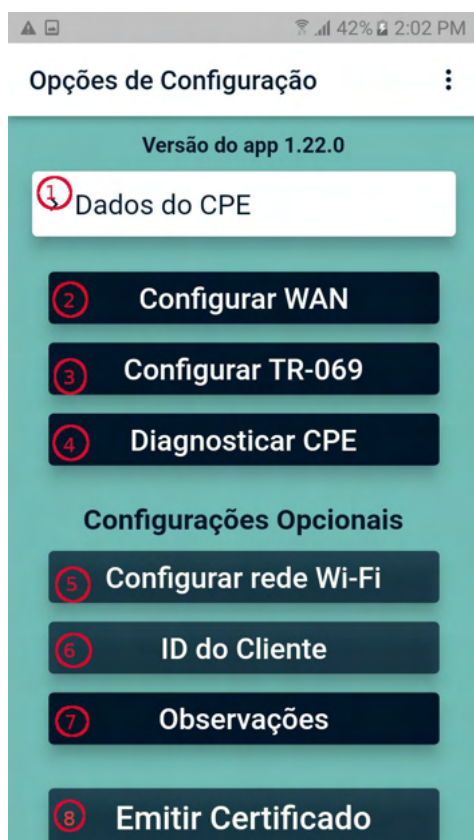 42% 2:02 PM
Opções de Configuração
Versão do app 1.22.0
1 Dados do CPE
2 Configurar WAN
3 Configurar TR-069
4 Diagnosticar CPE
Configurações Opcionais
5 Configurar rede Wi-Fi
6 ID do Cliente
7 Observações
8 Emitir Certificado